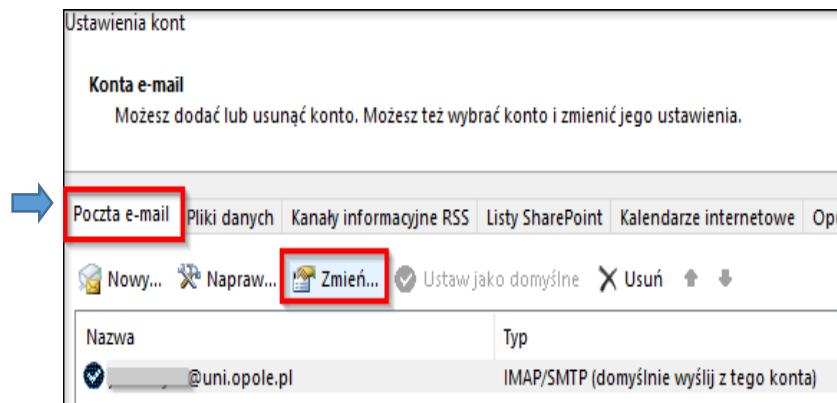 Ustawienia kont
Konta e-mail
Możesz dodać lub usunąć konto. Możesz też wybrać konto i zmienić jego ustawienia.
Poczta e-mail Pliki danych Kanały informacyjne RSS Listy SharePoint Kalendarze internetowe
Nowy... Napraw... Zmień... Ustaw jako domyślne Usuń
Nazwa Typ
@uni.opole.pl IMAP/SMTP (domyślnie wyślij z tego konta)